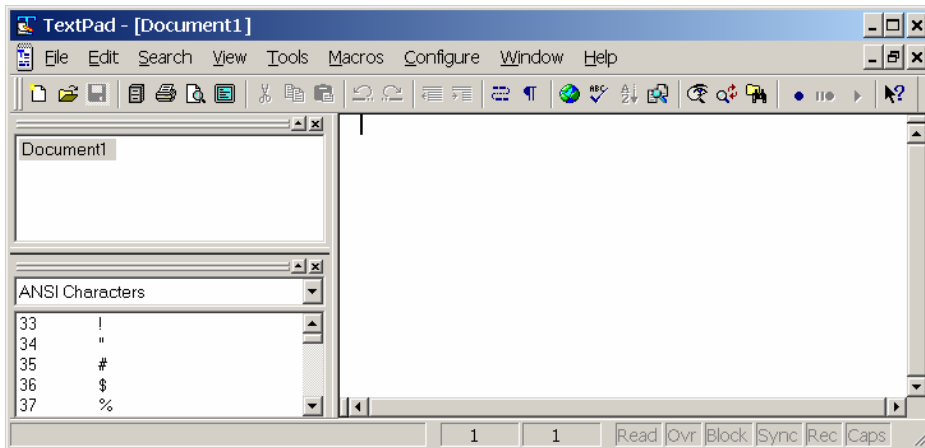 TextPad - [Document1]
File Edit Search View Tools Macros Configure Window Help
ABC
Document1
ANSI Characters
33 !
34 "
35 #
36 $
37 %
1 1 Read Ovr Block Sync Rec Caps